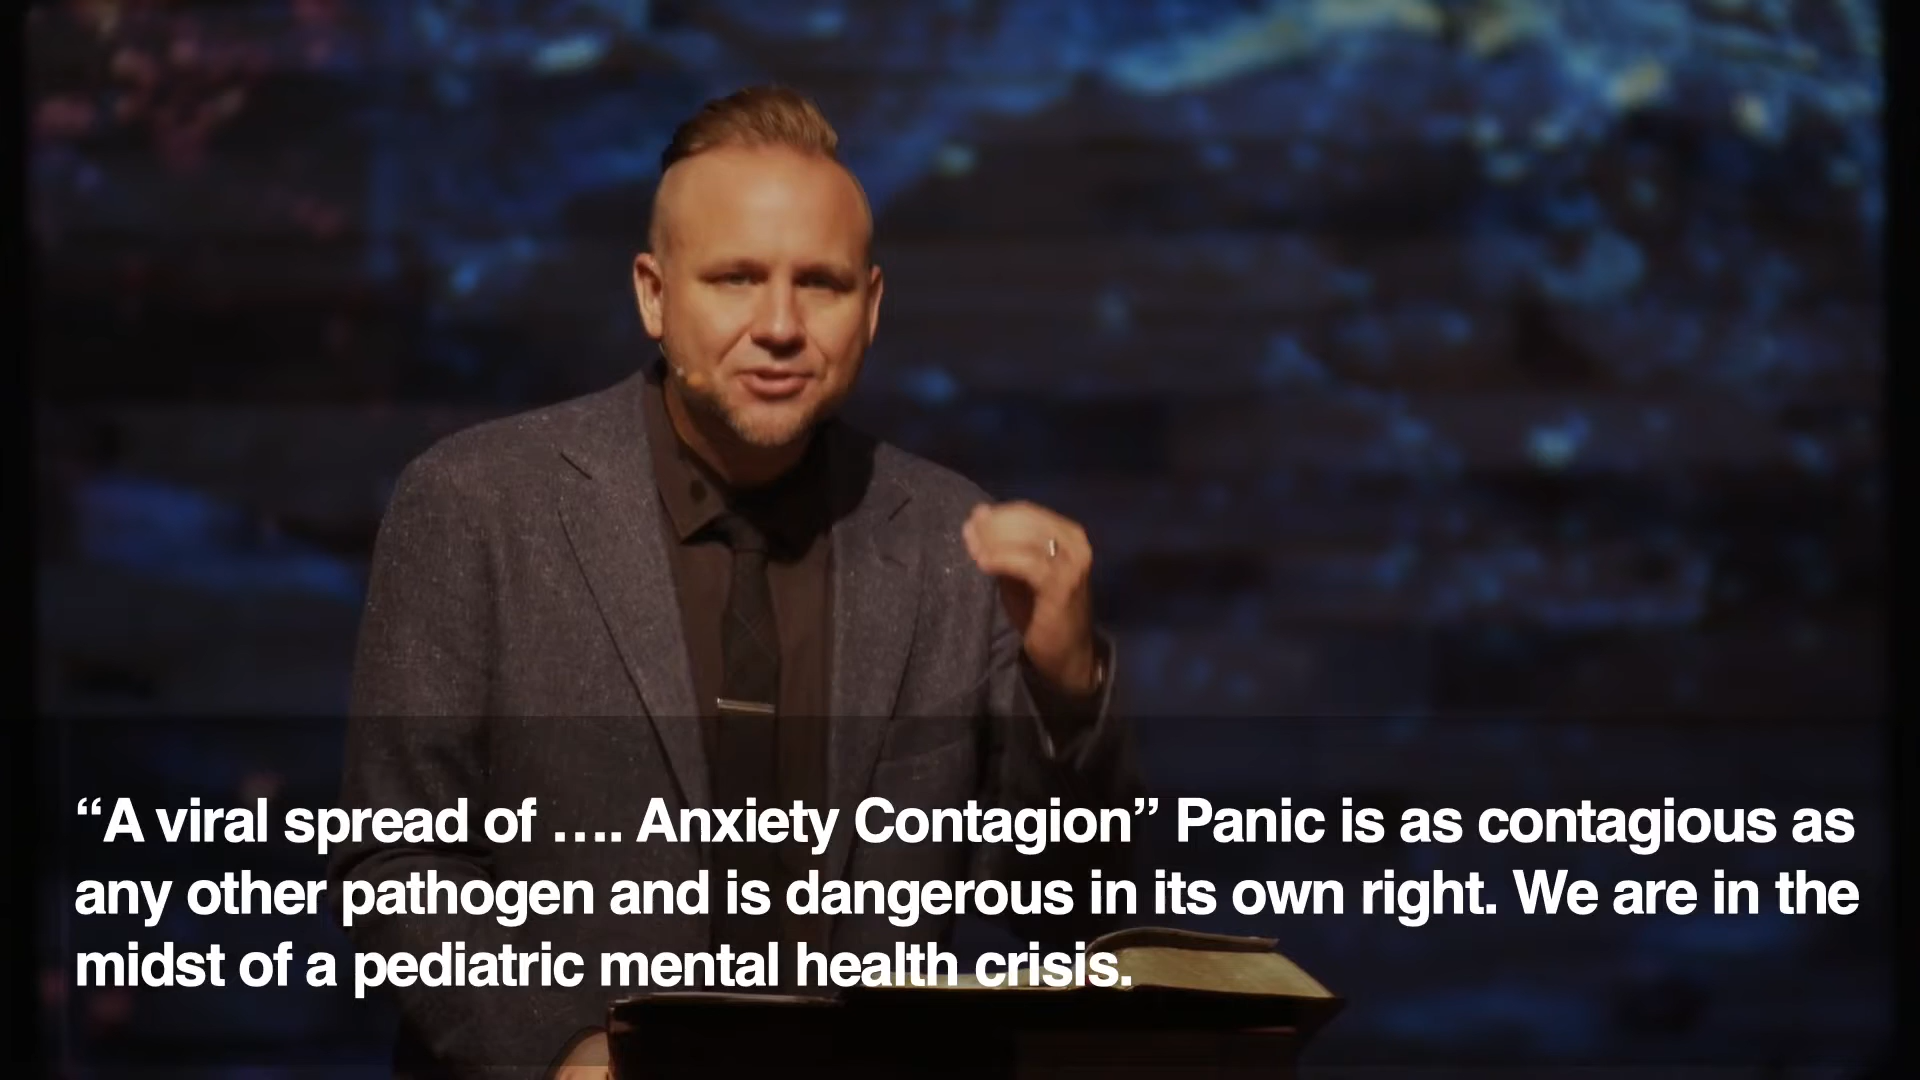 “A viral spread of .... Anxiety Contagion” Panic is as contagious as
any other pathogen and is dangerous in its own right. We are in the
midst of a pediatric mental health crisis.